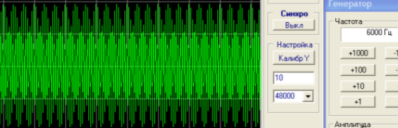 Генератор
Синхро
Выкл
Настройка
Калибр Y
10
48000
Частота
6000 Гц
+1000
+100
+10
+1
Амплитуда